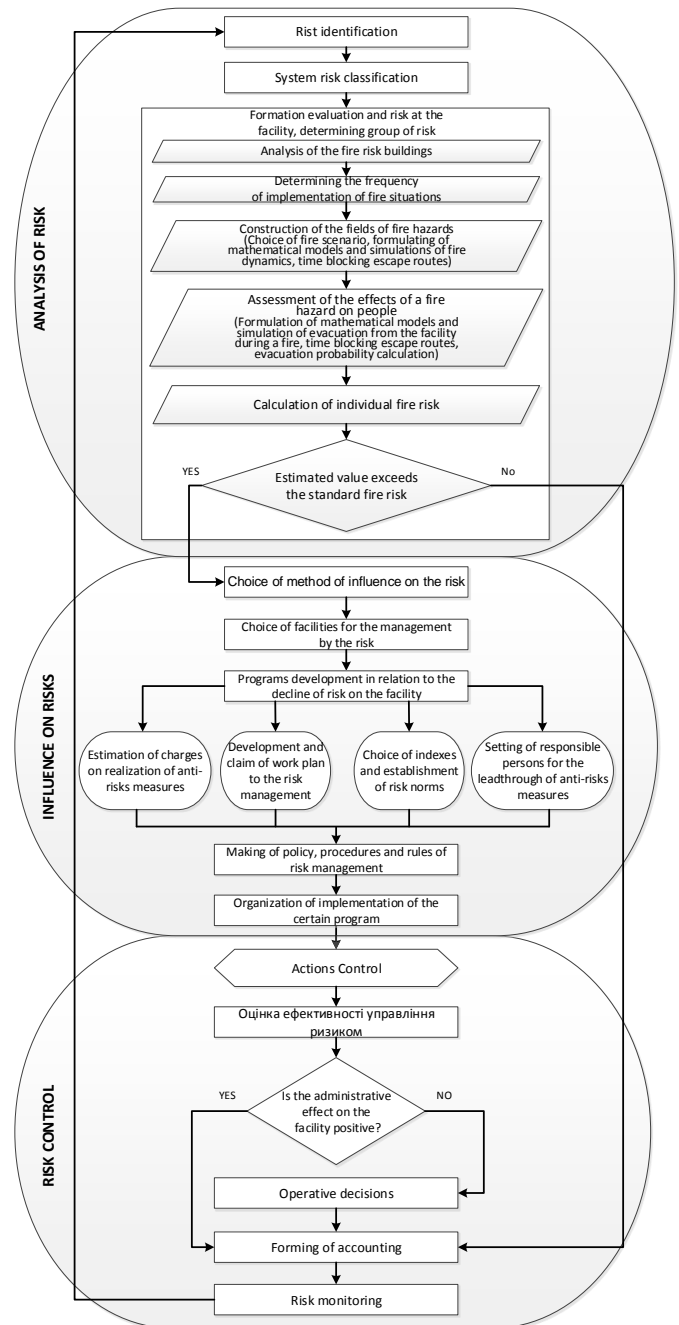 Rist identification
System risk classification
Formation evaluation and risk at the
facility, determining group of risk
Analysis of the fire risk buildings
Determining the frequency
of implementation of fire situations
Construction of the fields of fire hazards
(Choice of fire scenario, formulating of
mathematical models and simulations of fire
dynamics, time blocking escape routes)
Assessment of the effects of a fire
hazard on people
(Formulation of mathematical models and
simulation of evacuation from the facility
during a fire, time blocking escape routes,
evacuation probability calculation)
Calculation of individual fire risk
YES
No
Estimated value exceeds
the standard fire risk
ANALYSIS OF RISK
Choice of method of influence on the risk
Choice of facilities for the management
by the risk
Programs development in relation to the
decline of risk on the facility
Estimation of charges
on realization of anti-
risks measures
Development and
claim of work plan
to the risk
management
Choice of indexes
and establishment
of risk norms
Setting of responsible
persons for the
leadthrough of anti-risks
measures
Making of policy, procedures and rules of
risk management
Organization of implementation of the
certain program
INFLUENCE ON RISKS
Actions Control
Оцінка ефективності управління
ризиком
YES
NO
Is the administrative
effect on the
facility positive?
Operative decisions
Forming of accounting
Risk monitoring
RISK CONTROL